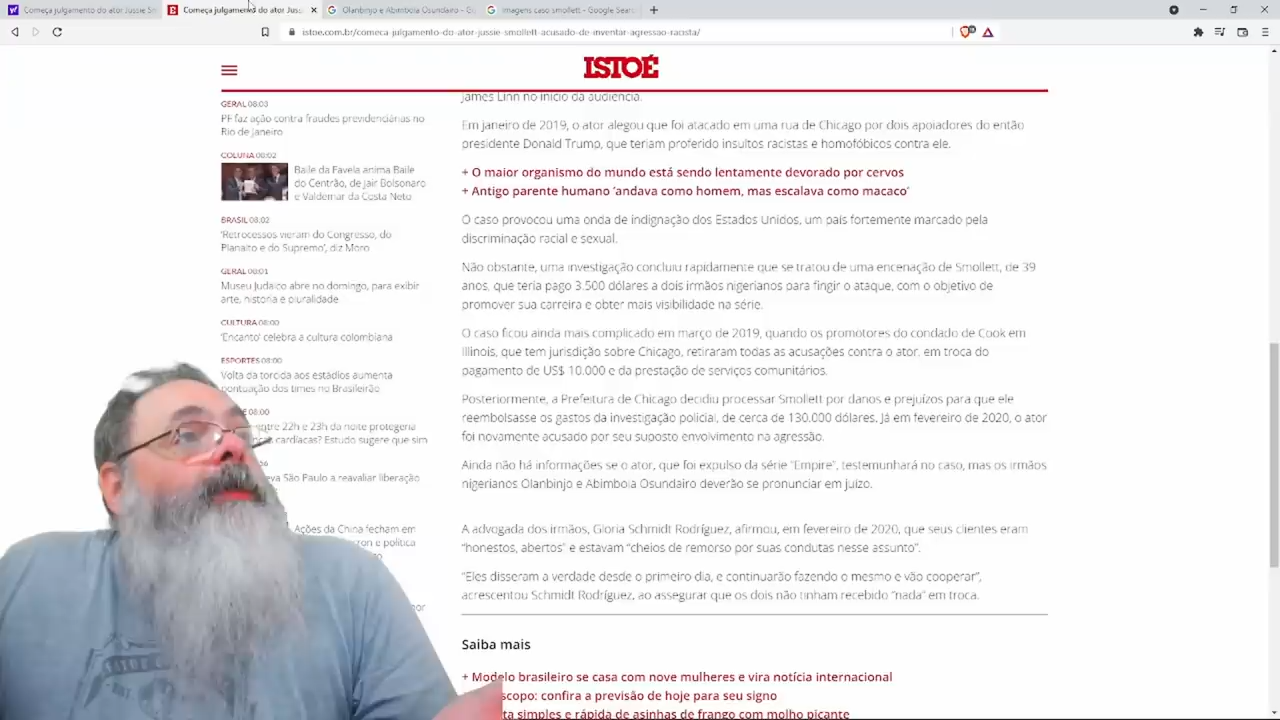 Começa julgamento do ator Jussie Sm
Começa julgamento do ator Juss
Olanbinjo e Abimbola Osundairo - G
imagens caso smollett - Google Sear
istoe.com.br/comeca-julgamento-do-ator-jussie-smollett-acusado-de-inventar-agressao-racista/
ISTOÉ
GERAL 08:03
PF faz ação contra fraudes previdenciárias no
Rio de Janeiro
COLUNA 08:02
Baile da Favela anima Baile
do Centrão, de Jair Bolsonaro
e Valdemar da Costa Neto
BRASIL 08:02
'Retrocessos vieram do Congresso, do
Planalto e do Supremo', diz Moro
GERAL 08:01
Museu Judaico abre no domingo, para exibir
arte, história e pluralidade
CULTURA 08:00
'Encanto' celebra a cultura colombiana
ESPORTES 08:00
Volta da torcida aos estádios aumenta
pontuação dos times no Brasileirão
08:00
entre 22h e 23h da noite protegeria
cardíacas? Estudo sugere que sim
leva São Paulo a reavaliar liberação
Ações da China fecham em
e política
James Linn no início da audiência.
Em janeiro de 2019, o ator alegou que foi atacado em uma rua de Chicago por dois apoiadores do então
presidente Donald Trump, que teriam proferido insultos racistas e homofóbicos contra ele.
+ O maior organismo do mundo está sendo lentamente devorado por cervos
+ Antigo parente humano 'andava como homem, mas escalava como macaco'
O caso provocou uma onda de indignação dos Estados Unidos, um país fortemente marcado pela
discriminação racial e sexual.
Não obstante, uma investigação concluiu rapidamente que se tratou de uma encenação de Smollett, de 39
anos, que teria pago 3.500 dólares a dois irmãos nigerianos para fingir o ataque, com o objetivo de
promover sua carreira e obter mais visibilidade na série.
O caso ficou ainda mais complicado em março de 2019, quando os promotores do condado de Cook em
Illinois, que tem jurisdição sobre Chicago, retiraram todas as acusações contra o ator, em troca do
pagamento de US$ 10.000 e da prestação de serviços comunitários.
Posteriormente, a Prefeitura de Chicago decidiu processar Smollett por danos e prejuízos para que ele
reembolsasse os gastos da investigação policial, de cerca de 130.000 dólares. Já em fevereiro de 2020, o ator
foi novamente acusado por seu suposto envolvimento na agressão.
Ainda não há informações se o ator, que foi expulso da série "Empire", testemunhará no caso, mas os irmãos
nigerianos Olanbinjo e Abimbola Osundairo deverão se pronunciar em juízo.
A advogada dos irmãos, Gloria Schmidt Rodríguez, afirmou, em fevereiro de 2020, que seus clientes eram
"honestos, abertos" e estavam "cheios de remorso por suas condutas nesse assunto".
"Eles disseram a verdade desde o primeiro dia, e continuarão fazendo o mesmo e vão cooperar",
acrescentou Schmidt Rodríguez, ao assegurar que os dois não tinham recebido "nada" em troca.
Saiba mais
+ Modelo brasileiro se casa com nove mulheres e vira notícia internacional
scopo: confira a previsão de hoje para seu signo
ta simples e rápida de asinhas de frango com molho picante